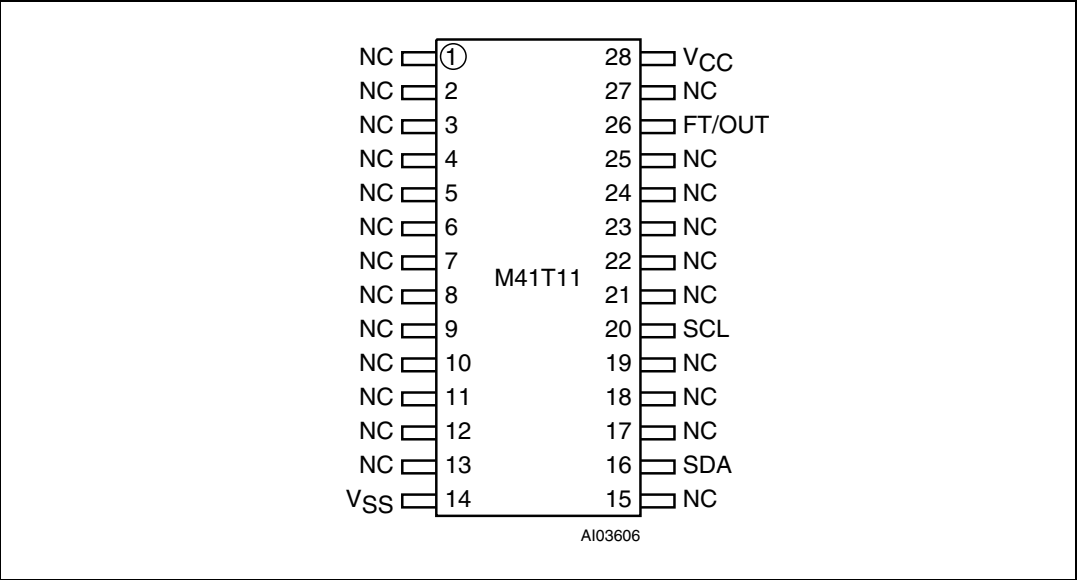 NC 1 28 VCC
NC 2 27 NC
NC 3 26 FT/OUT
NC 4 25 NC
NC 5 24 NC
NC 6 23 NC
NC 7 22 NC
M41T11
NC 8 21 NC
NC 9 20 SCL
NC 10 19 NC
NC 11 18 NC
NC 12 17 NC
NC 13 16 SDA
VSS 14 15 NC
AI03606